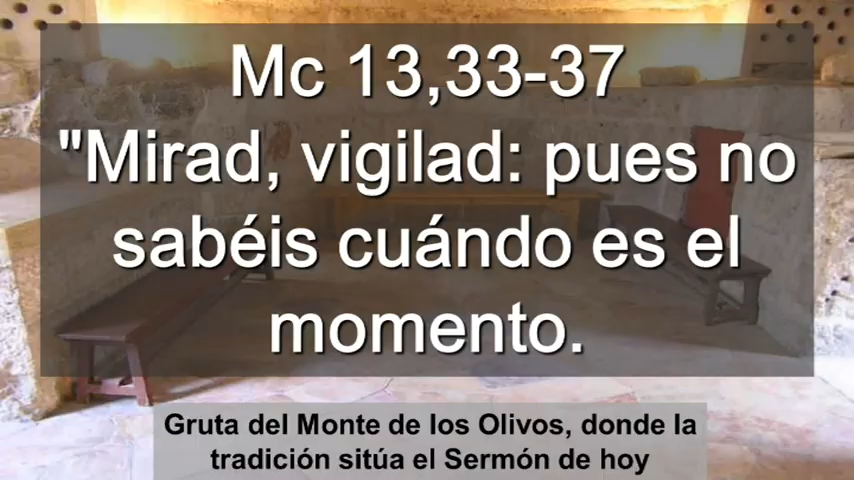 Mc 13,33-37
"Mirad, vigilad: pues no
sabéis cuándo es el
momento.
Gruta del Monte de los Olivos, donde la
tradición sitúa el Sermón de hoy